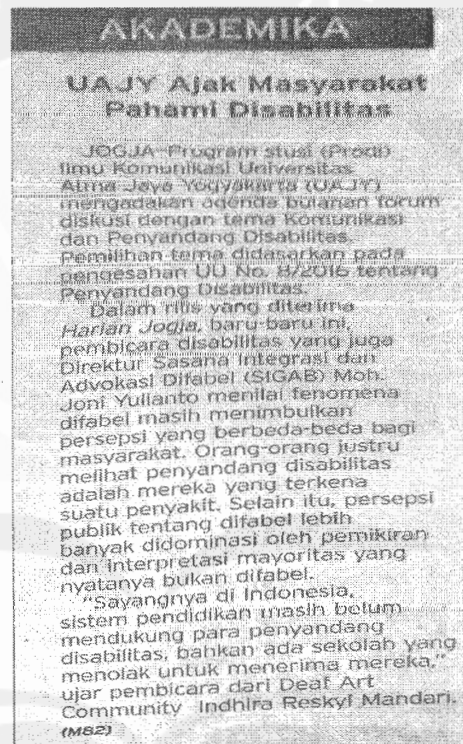 AKADEMIKA
UAJY Ajak Masyarakat
Pahami Disabilitas
JOGJA–Program stusi (Prodi)
Ilmu Komunikasi Universitas
Atma Jaya Yogyakarta (UAJY)
mengadakan agenda bulanan forum
diskusi dengan tema Komunikasi
dan Penyandang Disabilitas.
Pemilihan tema didasarkan pada
pengesahan UU No. 8/2016 tentang
Penyandang Disabilitas.
Dalam rilis yang diterima
Harian Jogja, baru-baru ini,
pembicara disabilitas yang juga
Direktur Sasana Integrasi dan
Advokasi Difabel (SIGAB) Moh.
Joni Yulianto menilai fenomena
difabel masih menimbulkan
persepsi yang berbeda-beda bagi
masyarakat. Orang-orang justru
melihat penyandang disabilitas
adalah mereka yang terkena
suatu penyakit. Selain itu, persepsi
publik tentang difabel lebih
banyak didominasi oleh pemikiran
dan interpretasi mayoritas yang
nyatanya bukan difabel.
"Sayangnya di Indonesia,
sistem pendidikan masih belum
mendukung para penyandang
disabilitas, bahkan ada sekolah yang
menolak untuk menerima mereka,"
ujar pembicara dari Deaf Art
Community Indhira Reskyi Mandari.
(M82)